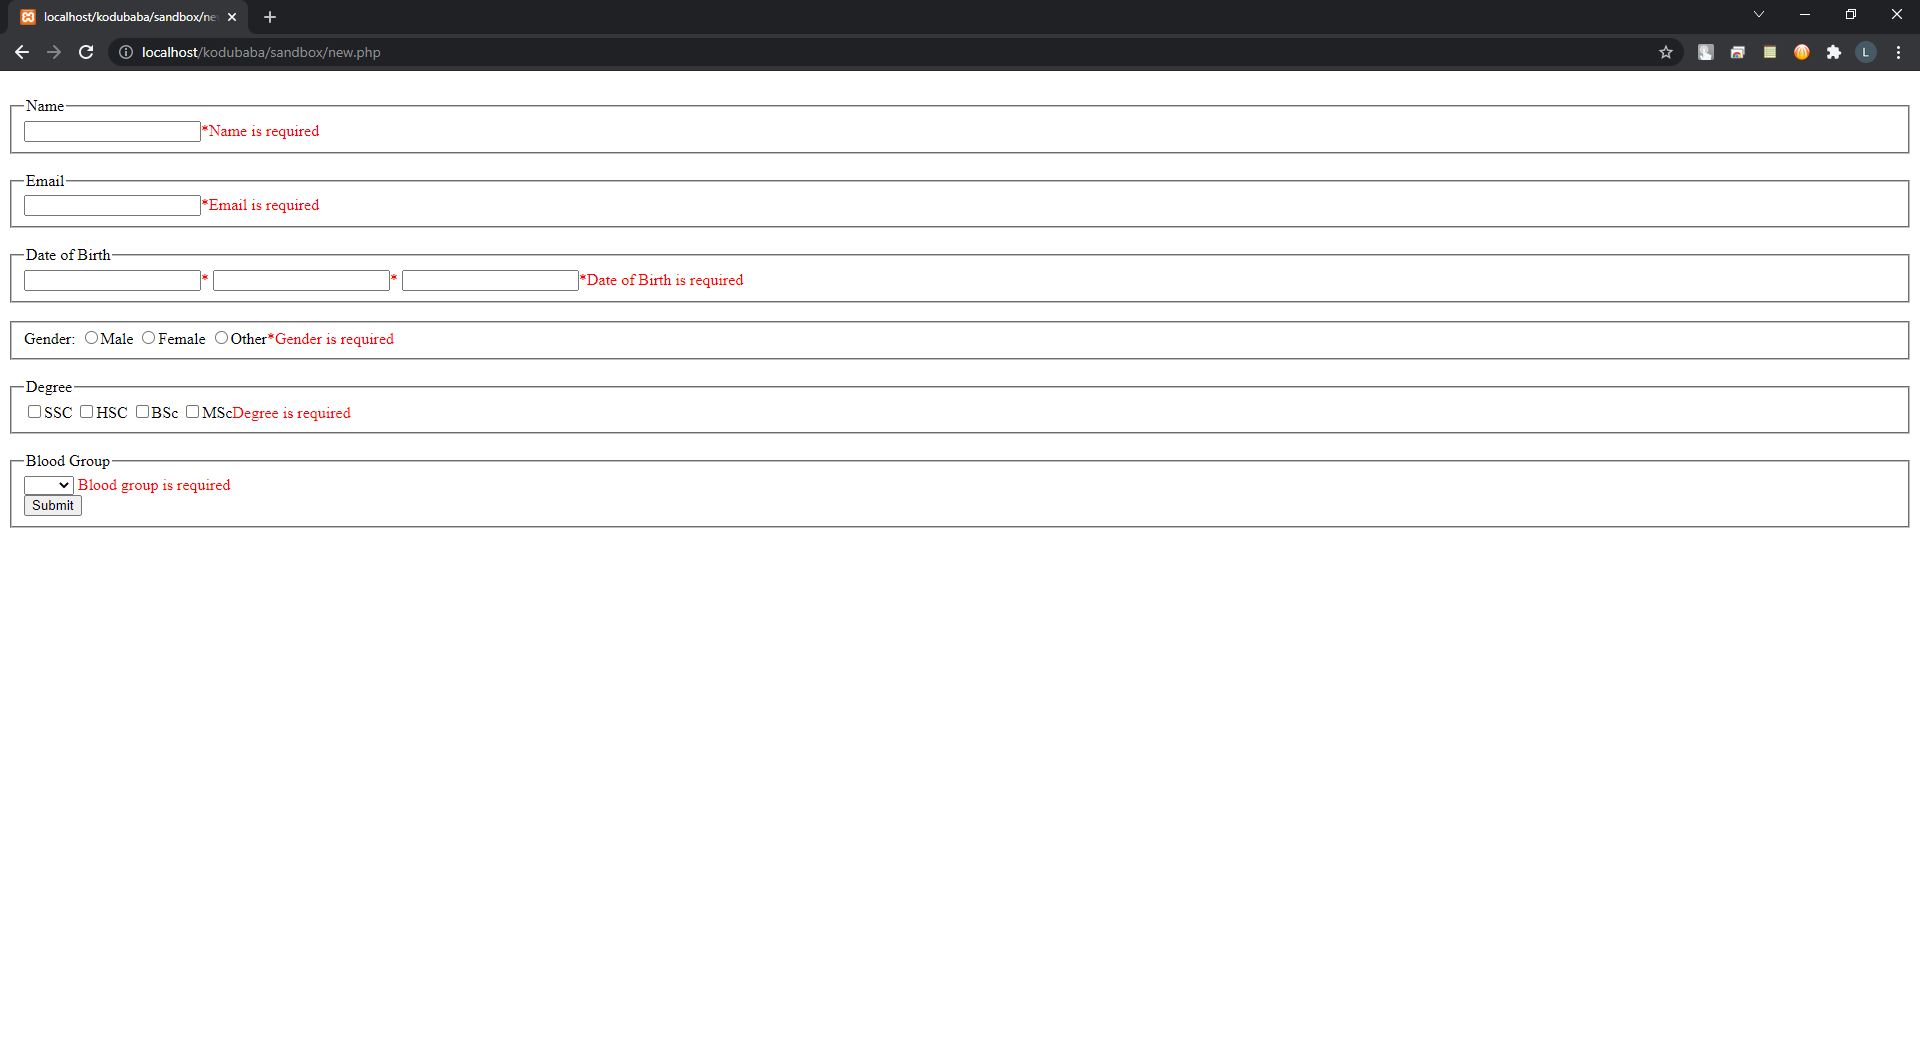 localhost/kodubaba/sandbox/ne
localhost/kodubaba/sandbox/new.php
L
Name
*Name is required
Email
*Email is required
Date of Birth
* * *Date of Birth is required
Gender: Male Female Other*Gender is required
Degree
SSC HSC BSc MScDegree is required
Blood Group
Blood group is required
Submit